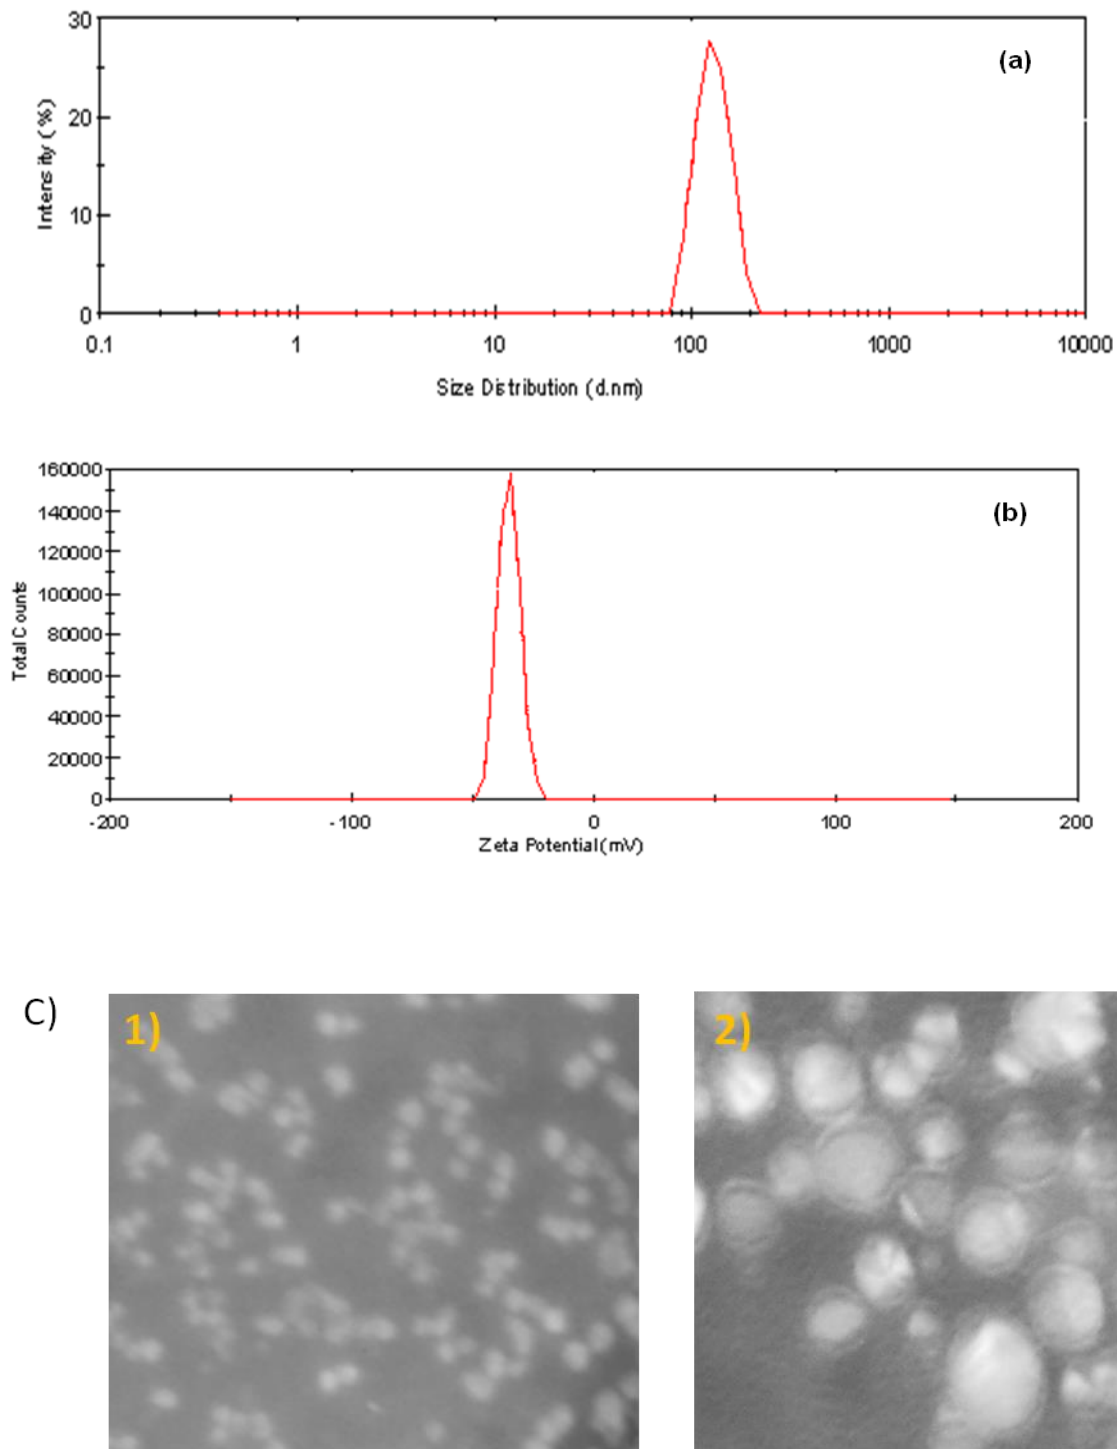 30
20
10
0
Intensity (%)
(a)
0.1 1 10 100 1000 10000
Size Distribution (d.nm)
160000
140000
120000
100000
80000
60000
40000
20000
0
Total Counts
(b)
-200 -100 0 100 200
Zeta Potential (mV)
C)
1)
2)